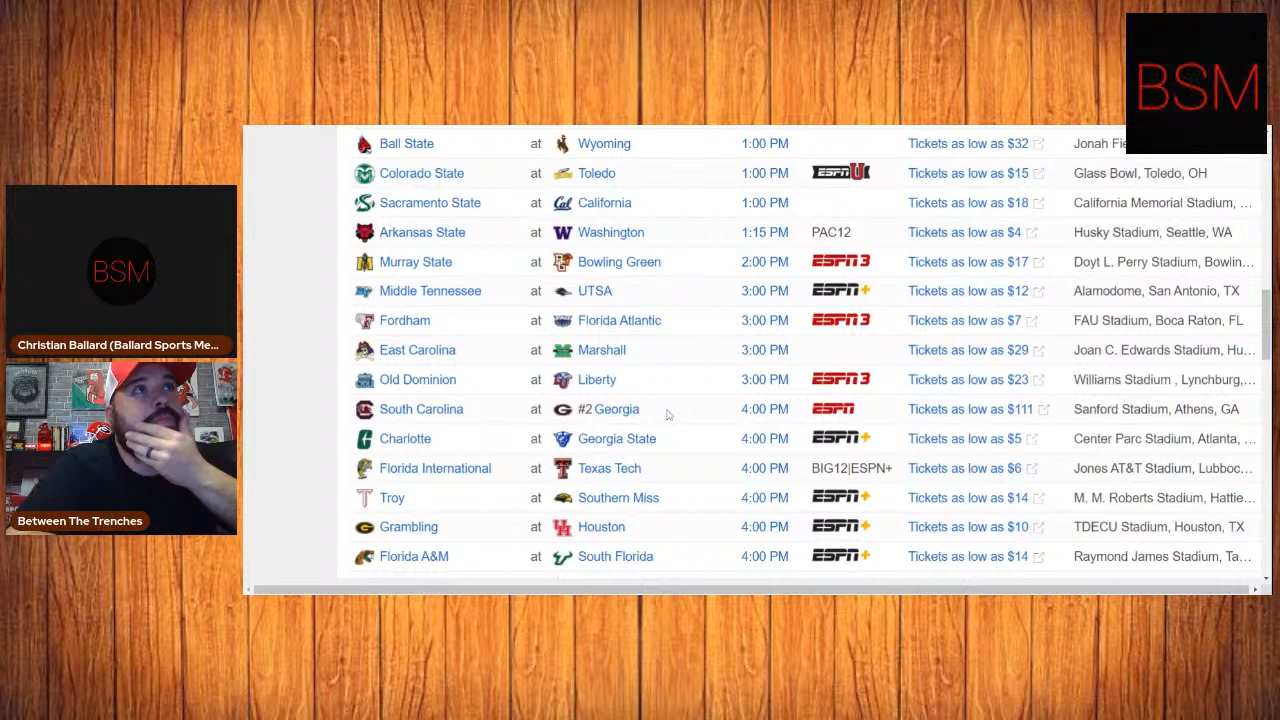 BSM
Ball State at Wyoming 1:00 PM Tickets as low as $32 Jonah Fie
Colorado State at Toledo 1:00 PM ESPNU Tickets as low as $15 Glass Bowl, Toledo, OH
Sacramento State at Cal California 1:00 PM Tickets as low as $18 California Memorial Stadium, ...
Arkansas State at W Washington 1:15 PM PAC12 Tickets as low as $4 Husky Stadium, Seattle, WA
Murray State at Bowling Green 2:00 PM ESPN3 Tickets as low as $17 Doyt L. Perry Stadium, Bowlin...
Middle Tennessee at UTSA 3:00 PM ESPN+ Tickets as low as $12 Alamodome, San Antonio, TX
Fordham at Florida Atlantic 3:00 PM ESPN3 Tickets as low as $7 FAU Stadium, Boca Raton, FL
East Carolina at Marshall 3:00 PM Tickets as low as $29 Joan C. Edwards Stadium, Hu...
Old Dominion at Liberty 3:00 PM ESPN3 Tickets as low as $23 Williams Stadium , Lynchburg,...
South Carolina at G #2 Georgia 4:00 PM ESPN Tickets as low as $111 Sanford Stadium, Athens, GA
Charlotte at Georgia State 4:00 PM ESPN+ Tickets as low as $5 Center Parc Stadium, Atlanta, ...
Florida International at Texas Tech 4:00 PM BIG12|ESPN+ Tickets as low as $6 Jones AT&T Stadium, Lubboc...
Troy at Southern Miss 4:00 PM ESPN+ Tickets as low as $14 M. M. Roberts Stadium, Hattie...
Grambling at Houston 4:00 PM ESPN+ Tickets as low as $10 TDECU Stadium, Houston, TX
Florida A&M at South Florida 4:00 PM ESPN+ Tickets as low as $14 Raymond James Stadium, Ta...
BSM
Christian Ballard (Ballard Sports Me...
Between The Trenches